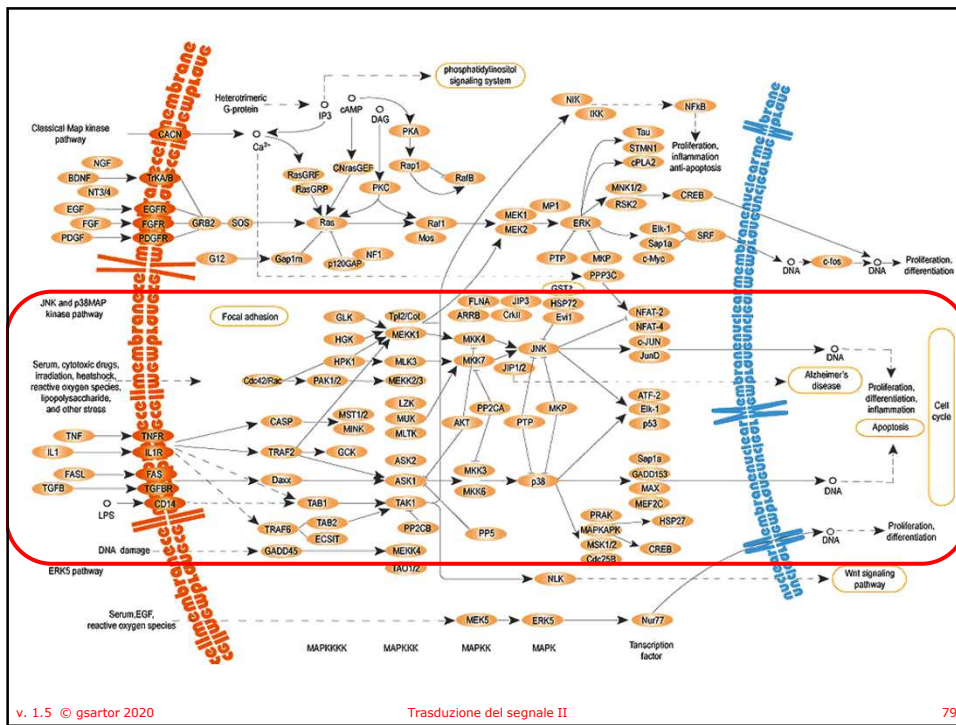 phosphatidylinositol
signaling system
Heterotrimeric
G-protein
IP3
cAMP
DAG
NIK
IKK
NFkB
Classical Map kinase
pathway
CACN
Ca²⁺
PKA
Proliferation,
inflammation
anti-apoptosis
Tau
STMN1
cPLA2
NGF
BDNF
NT3/4
TrKA/B
RasGRF
RasGRP
CNrasGEF
Rap1
RafB
PKC
MNK1/2
RSK2
CREB
EGF
FGF
PDGF
EGFR
FGFR
PDGFR
GRB2
SOS
Ras
Raf1
Mos
MEK1
MEK2
MP1
ERK
Elk-1
Sap1a
c-Myc
SRF
G12
Gap1m
p120GAP
NF1
PTP
MKP
PPP3C
DNA
c-fos
DNA
Proliferation,
differentiation
cellmembrane
nuclearmembrane
JNK and p38MAP
kinase pathway
Focal adhesion
GLK
HGK
HPK1
Tpl2/Cot
MEKK1
FLNA
ARRB
JIP3
CrkII
HSP72
Evi1
NFAT-2
NFAT-4
c-JUN
JunD
MKK4
MKK7
JNK
DNA
MLK3
Serum, cytotoxic drugs,
irradiation, heatshock,
reactive oxygen species,
lipopolysaccharide,
and other stress
Cdc42/Rac
PAK1/2
MEKK2/3
JIP1/2
Alzheimer's
disease
Proliferation,
differentiation,
inflammation
Cell
cycle
LZK
MUK
MLTK
ATF-2
Elk-1
p53
CASP
MST1/2
MINK
AKT
PP2CA
PTP
MKP
Apoptosis
TNF
IL1
TNFR
IL1R
TRAF2
GCK
ASK2
ASK1
MKK3
MKK6
p38
Sap1a
GADD153
MAX
MEF2C
DNA
FASL
TGFB
FAS
TGFBR
Daxx
LPS
CD14
TAB1
TAK1
TRAF6
TAB2
ECSIT
PP2CB
PP5
PRAK
MAPKAPK
MSK1/2
Cdc25B
HSP27
CREB
DNA
Proliferation,
differentiation
DNA damage
GADD45
MEKK4
TAO1/2
ERK5 pathway
NLK
Wnt signaling
pathway
Serum,EGF,
reactive oxygen species
MEK5
ERK5
Nur77
MAPKKKK
MAPKKK
MAPKK
MAPK
Tanscription
factor
v. 1.5 © gsartor 2020
Trasduzione del segnale II
79